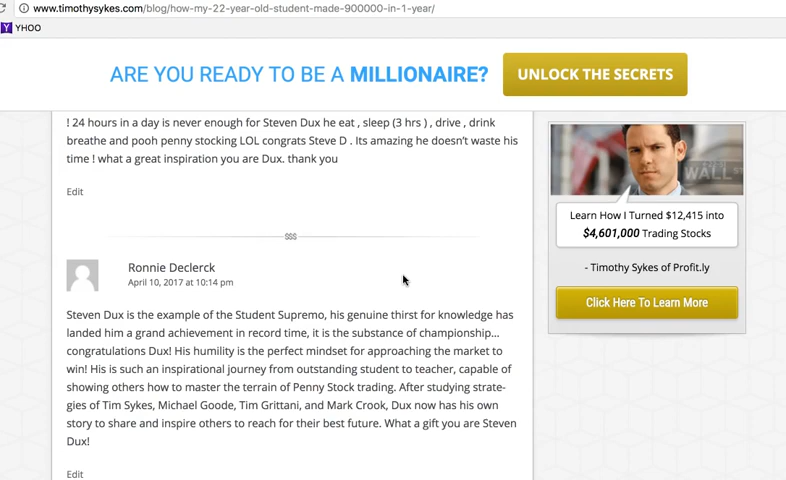 www.timothysykes.com/blog/how-my-22-year-old-student-made-900000-in-1-year/
YHOO
ARE YOU READY TO BE A MILLIONAIRE?
UNLOCK THE SECRETS
! 24 hours in a day is never enough for Steven Dux he eat , sleep (3 hrs ) , drive , drink
breathe and pooh penny stocking LOL congrats Steve D . Its amazing he doesn't waste his
time ! what a great inspiration you are Dux. thank you
Edit
$$$
Ronnie Declerck
April 10, 2017 at 10:14 pm
Steven Dux is the example of the Student Supremo, his genuine thirst for knowledge has
landed him a grand achievement in record time, it is the substance of championship...
congratulations Dux! His humility is the perfect mindset for approaching the market to
win! His is such an inspirational journey from outstanding student to teacher, capable of
showing others how to master the terrain of Penny Stock trading. After studying strate-
gies of Tim Sykes, Michael Goode, Tim Grittani, and Mark Crook, Dux now has his own
story to share and inspire others to reach for their best future. What a gift you are Steven
Dux!
Edit
WALL ST
Learn How I Turned $12,415 into
$4,601,000 Trading Stocks
- Timothy Sykes of Profit.ly
Click Here To Learn More